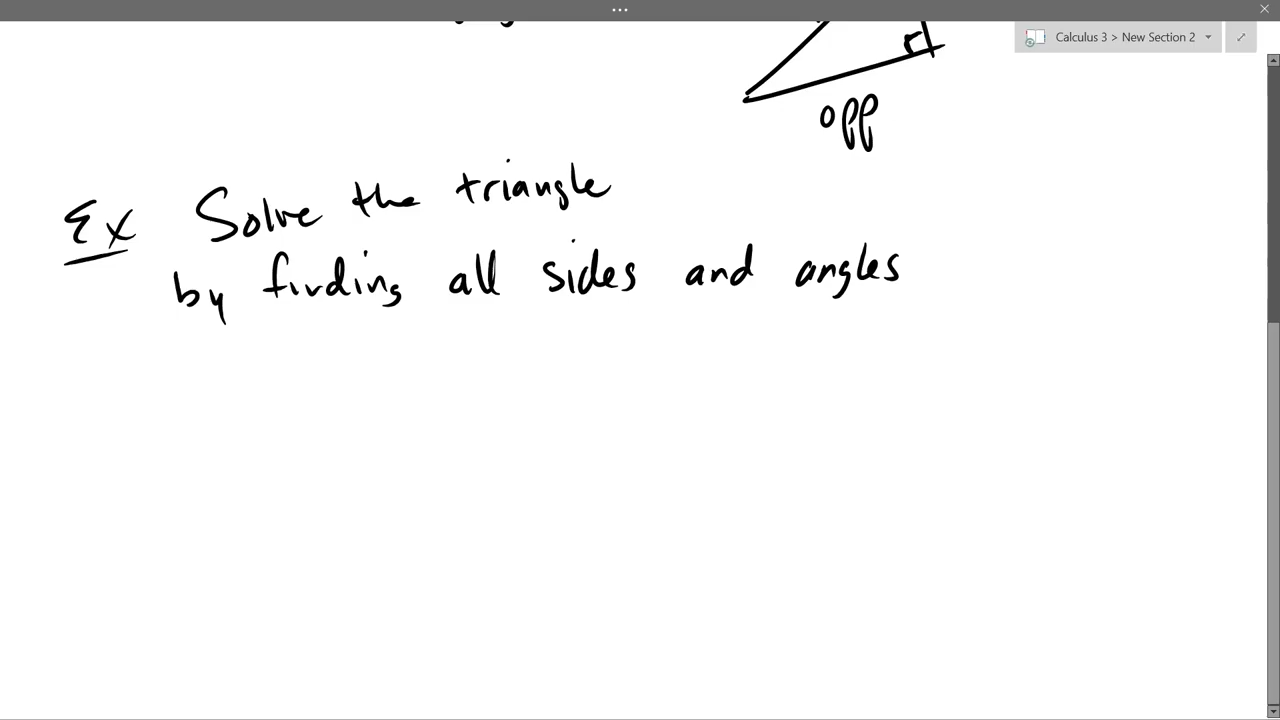 Calculus 3 > New Section 2
opp
Ex Solve the triangle
by finding all sides and angles